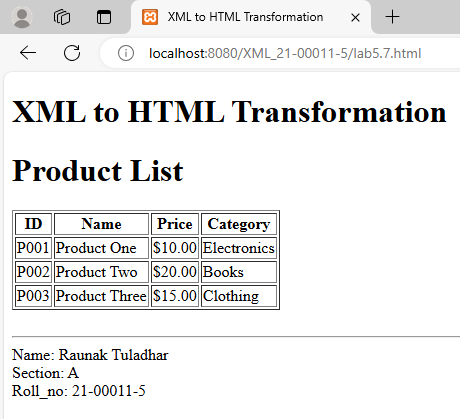 XML to HTML Transformation
localhost:8080/XML_21-00011-5/lab5.7.html
XML to HTML Transformation
Product List
ID Name Price Category
P001 Product One $10.00 Electronics
P002 Product Two $20.00 Books
P003 Product Three $15.00 Clothing
Name: Raunak Tuladhar
Section: A
Roll_no: 21-00011-5